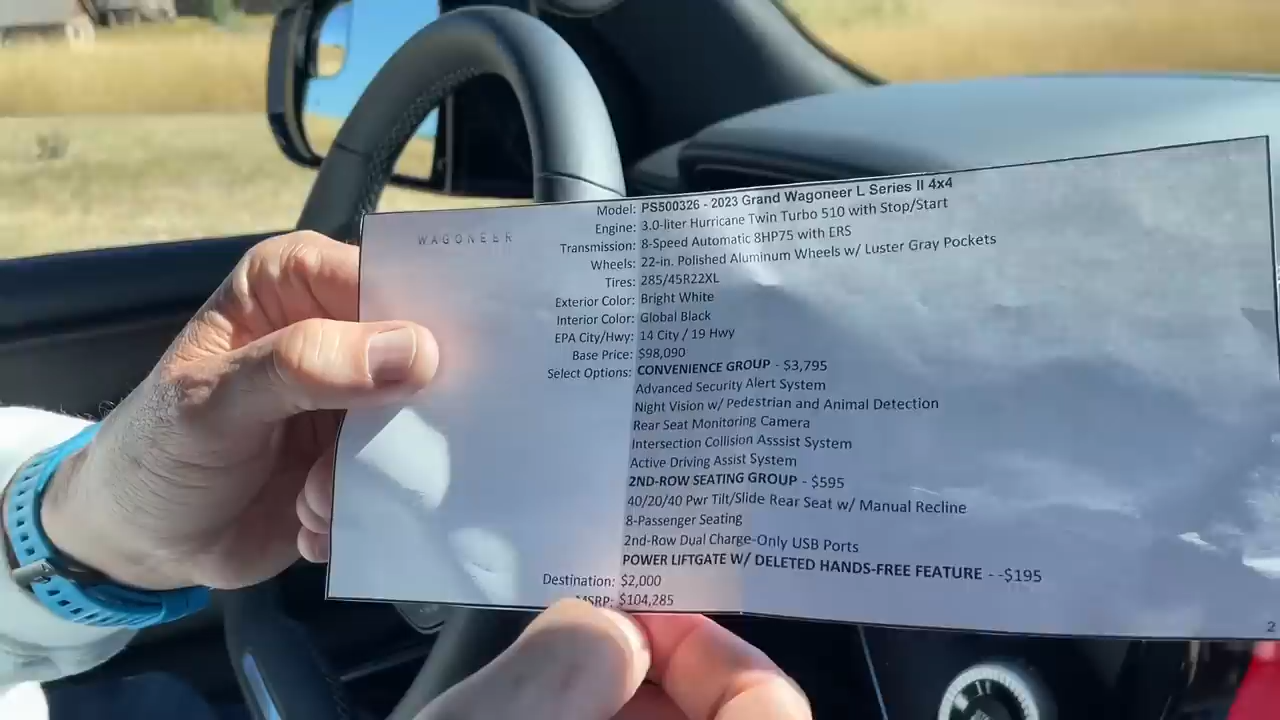 WAGONEER
Model: PS500326 - 2023 Grand Wagoneer L Series II 4x4
Engine: 3.0-liter Hurricane Twin Turbo 510 with Stop/Start
Transmission: 8-Speed Automatic 8HP75 with ERS
Wheels: 22-in. Polished Aluminum Wheels w/ Luster Gray Pockets
Tires: 285/45R22XL
Exterior Color: Bright White
Interior Color: Global Black
EPA City/Hwy: 14 City / 19 Hwy
Base Price: $98,090
Select Options: CONVENIENCE GROUP - $3,795
Advanced Security Alert System
Night Vision w/ Pedestrian and Animal Detection
Rear Seat Monitoring Camera
Intersection Collision Asssist System
Active Driving Assist System
2ND-ROW SEATING GROUP - $595
40/20/40 Pwr Tilt/Slide Rear Seat w/ Manual Recline
8-Passenger Seating
2nd-Row Dual Charge-Only USB Ports
POWER LIFTGATE W/ DELETED HANDS-FREE FEATURE - -$195
Destination: $2,000
MSRP: $104,285
2